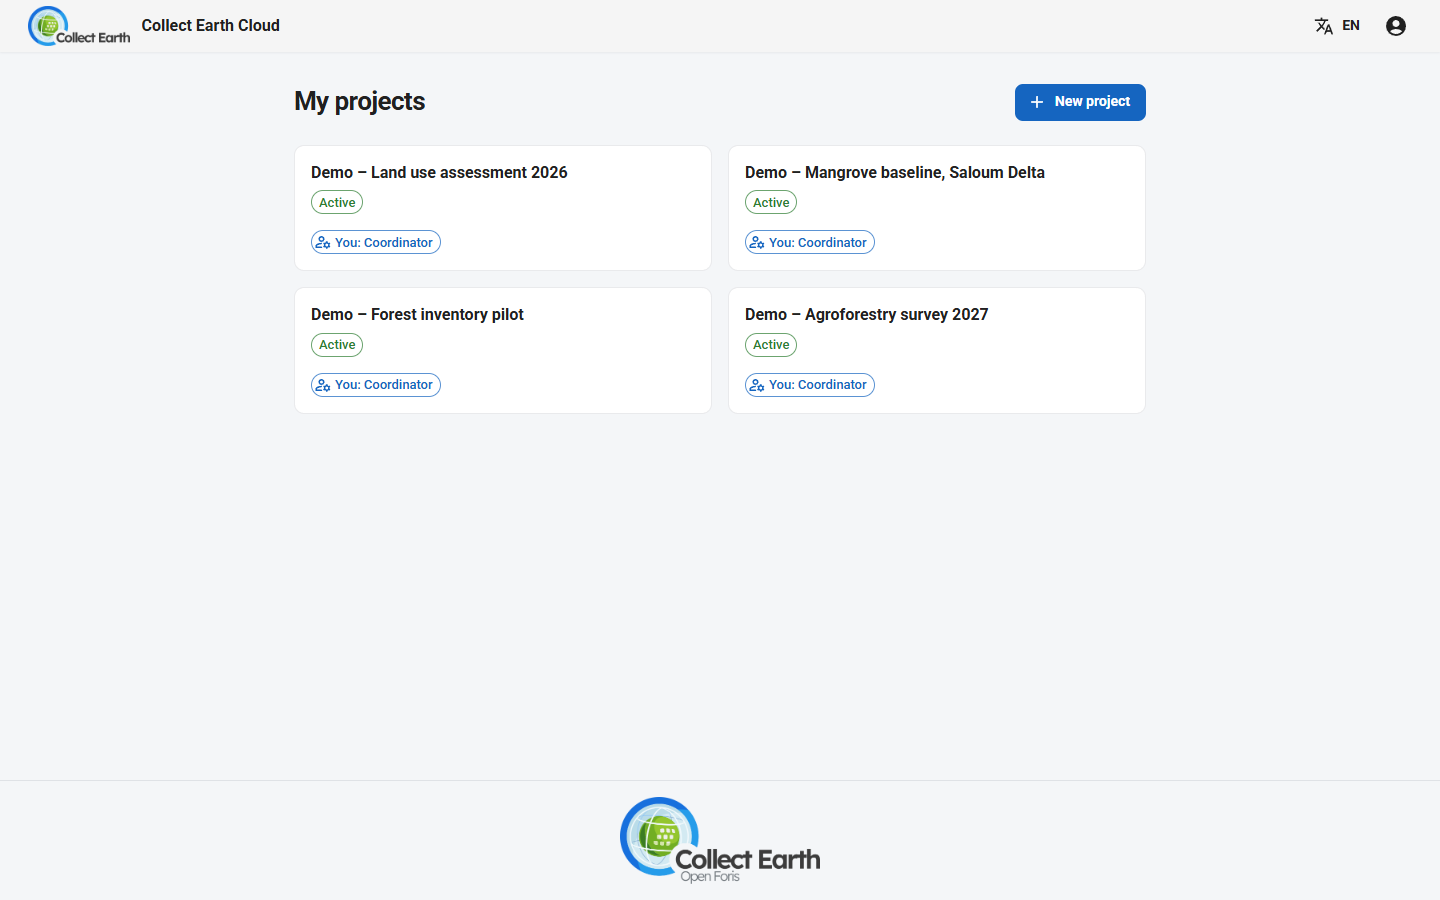 Collect Earth
Collect Earth Cloud
EN
My projects
New project
Demo – Land use assessment 2026
Active
You: Coordinator
Demo – Mangrove baseline, Saloum Delta
Active
You: Coordinator
Demo – Forest inventory pilot
Active
You: Coordinator
Demo – Agroforestry survey 2027
Active
You: Coordinator
Collect Earth
Open Foris